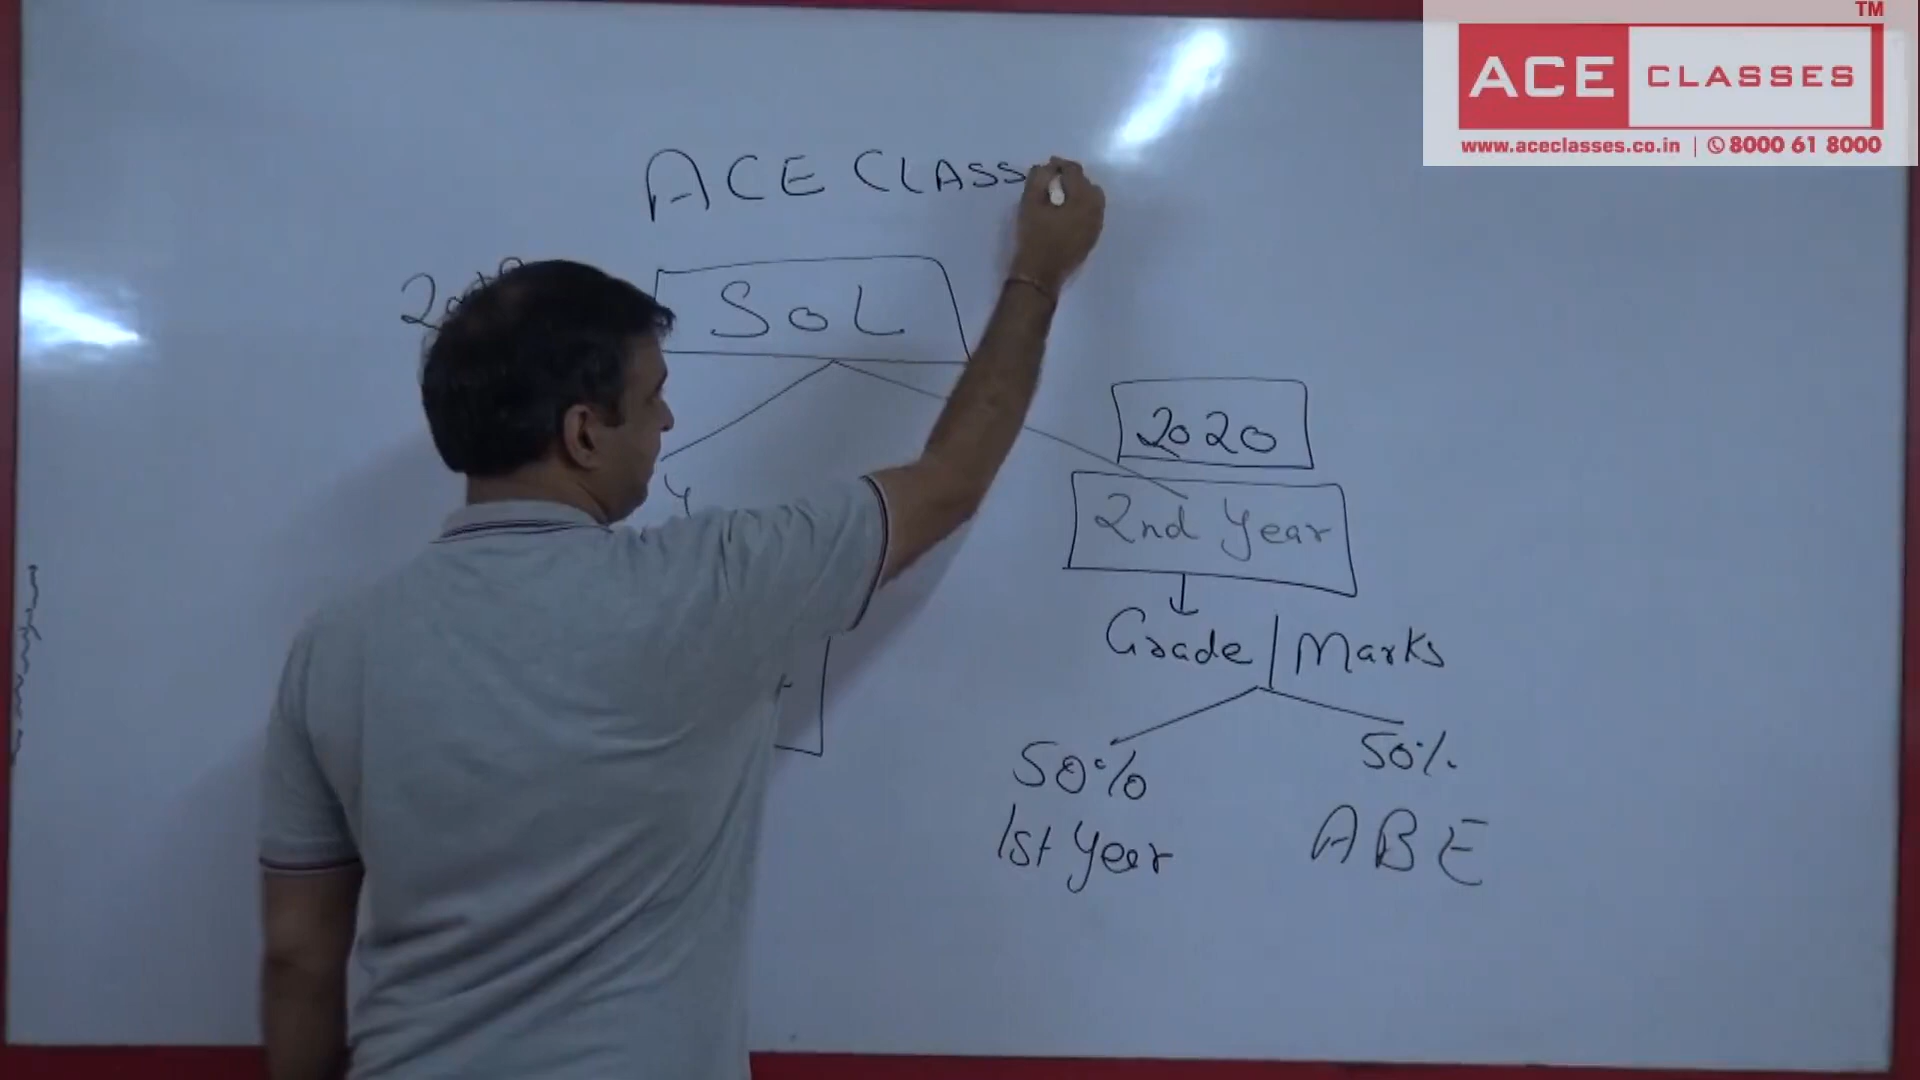 TM
ACE CLASSES
www.aceclasses.co.in | 8000 61 8000
ACE CLASS
SOL
2020
2nd Year
Grade | Marks
50% 50%
1st Year ABE